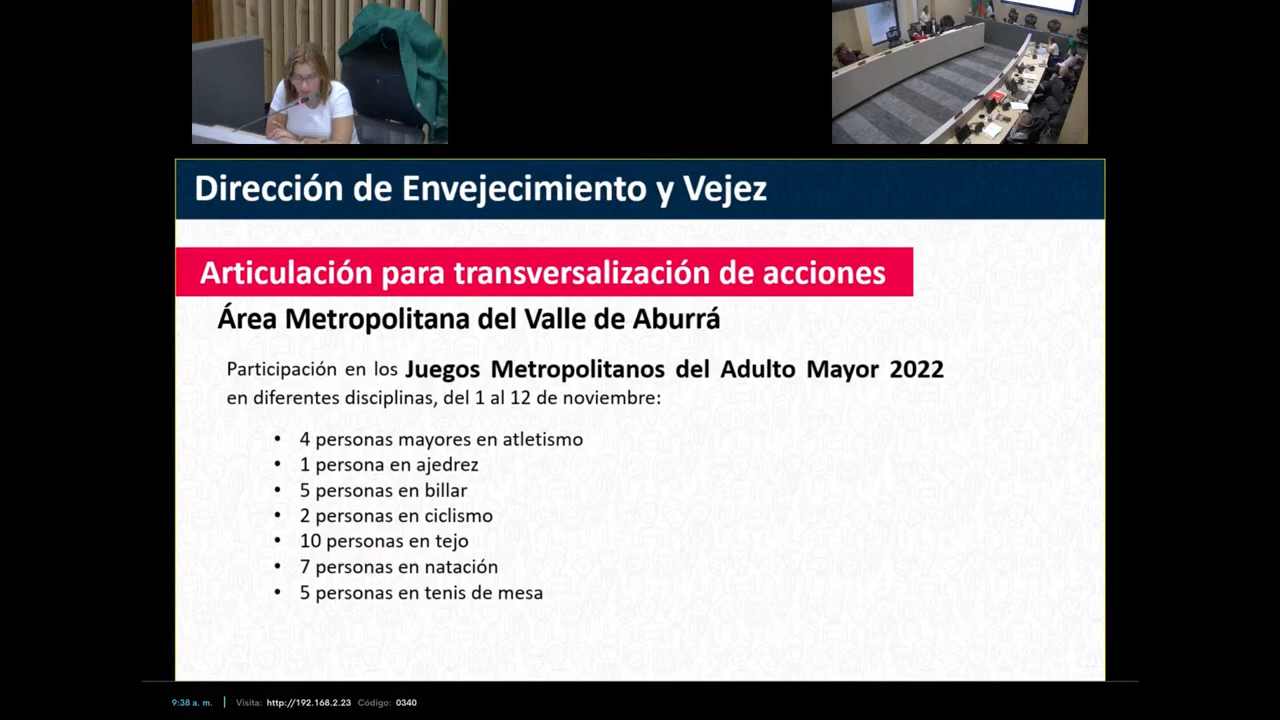 Dirección de Envejecimiento y Vejez
Articulación para transversalización de acciones
Área Metropolitana del Valle de Aburrá
Participación en los Juegos Metropolitanos del Adulto Mayor 2022
en diferentes disciplinas, del 1 al 12 de noviembre:
• 4 personas mayores en atletismo
• 1 persona en ajedrez
• 5 personas en billar
• 2 personas en ciclismo
• 10 personas en tejo
• 7 personas en natación
• 5 personas en tenis de mesa
9:38 a. m. | Visita: http://192.168.2.23 Código: 0340